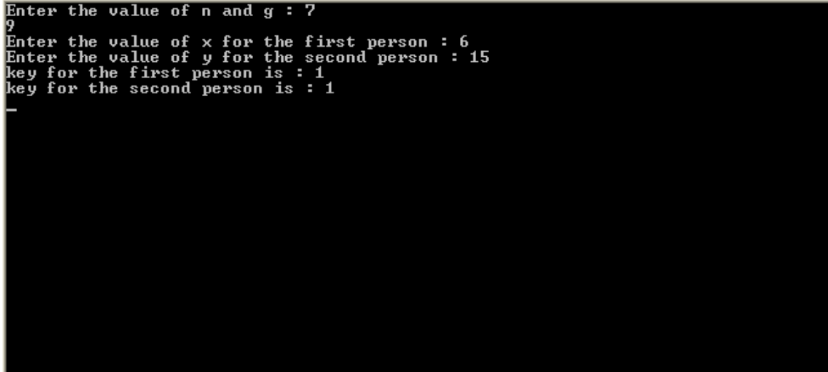 Enter the value of n and g : 7
9
Enter the value of x for the first person : 6
Enter the value of y for the second person : 15
key for the first person is : 1
key for the second person is : 1